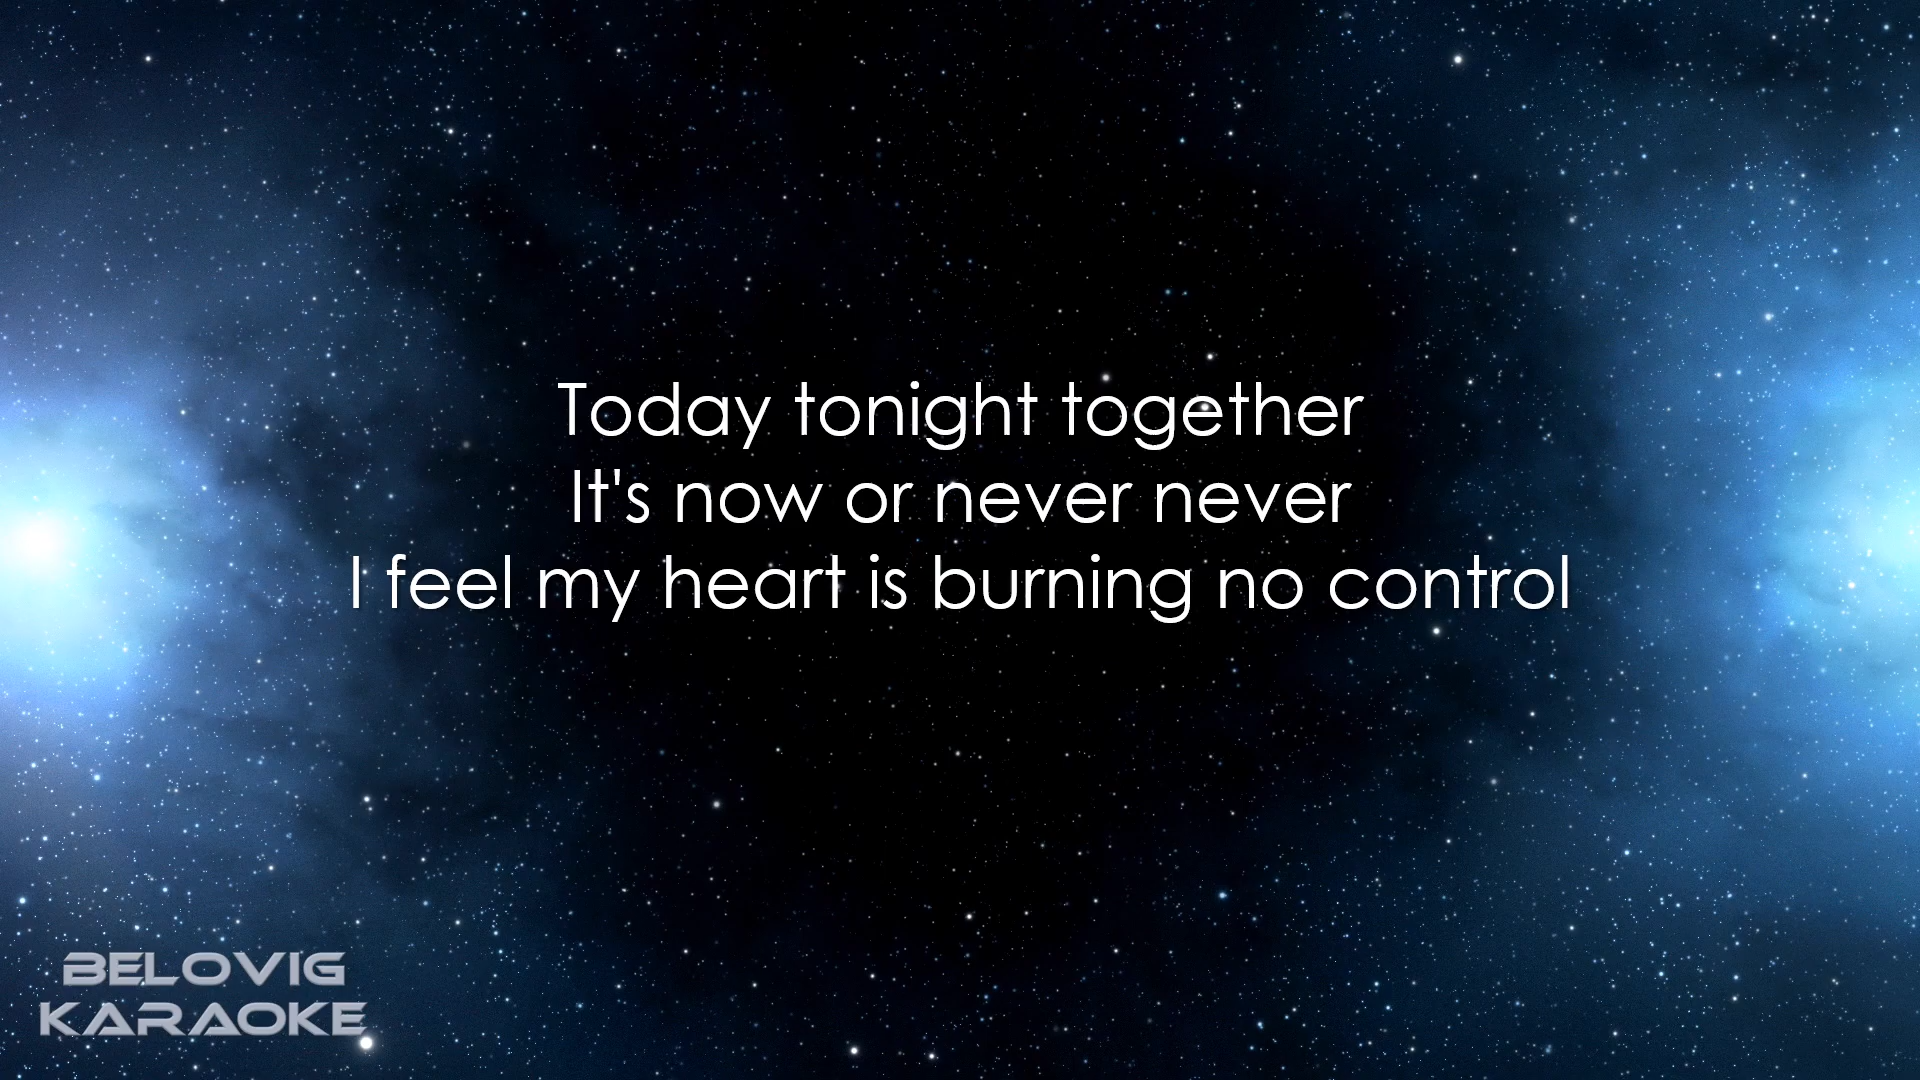 Today tonight together
It's now or never never
I feel my heart is burning no control
BELOVIG
KARAOKE